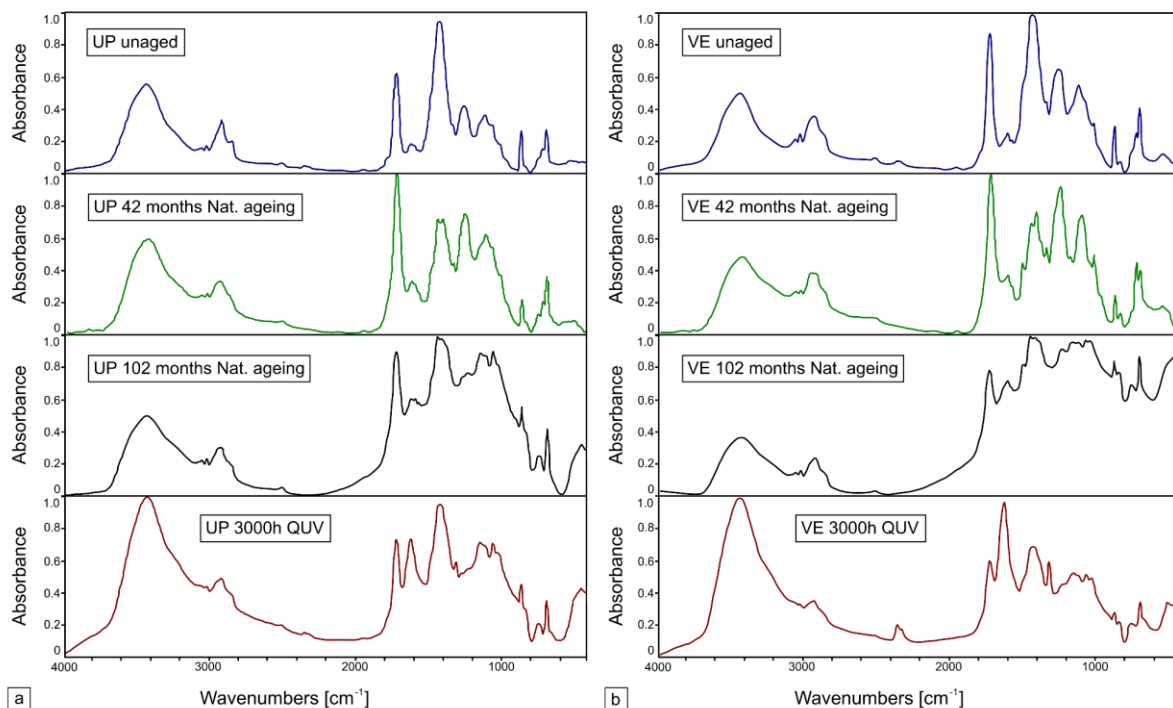 Absorbance
1.0
0.8
0.6
0.4
0.2
0
UP unaged
Absorbance
1.0
0.8
0.6
0.4
0.2
0
UP 42 months Nat. ageing
Absorbance
1.0
0.8
0.6
0.4
0.2
0
UP 102 months Nat. ageing
Absorbance
1.0
0.8
0.6
0.4
0.2
0
UP 3000h QUV
4000 3000 2000 1000
a Wavenumbers [cm⁻¹]
Absorbance
1.0
0.8
0.6
0.4
0.2
0
VE unaged
Absorbance
1.0
0.8
0.6
0.4
0.2
0
VE 42 months Nat. ageing
Absorbance
1.0
0.8
0.6
0.4
0.2
0
VE 102 months Nat. ageing
Absorbance
1.0
0.8
0.6
0.4
0.2
0
VE 3000h QUV
4000 3000 2000 1000
b Wavenumbers [cm⁻¹]